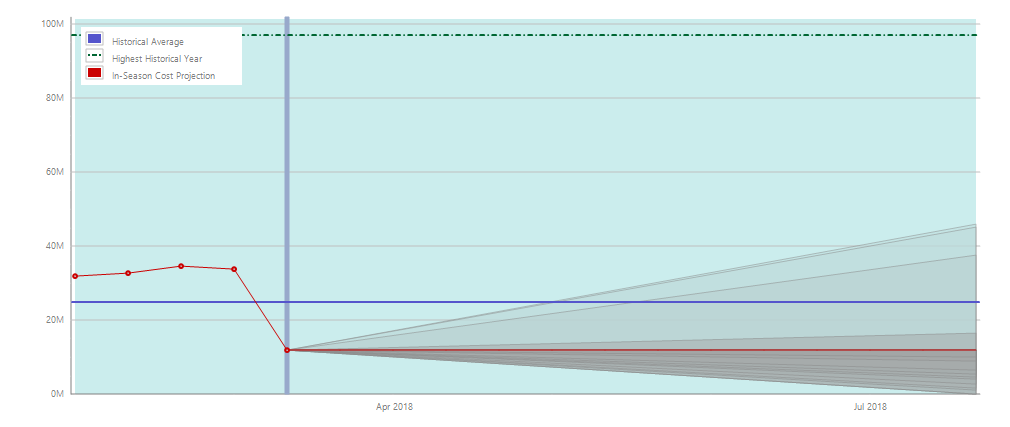 100M
80M
60M
40M
20M
0M
Historical Average
Highest Historical Year
In-Season Cost Projection
Apr 2018
Jul 2018